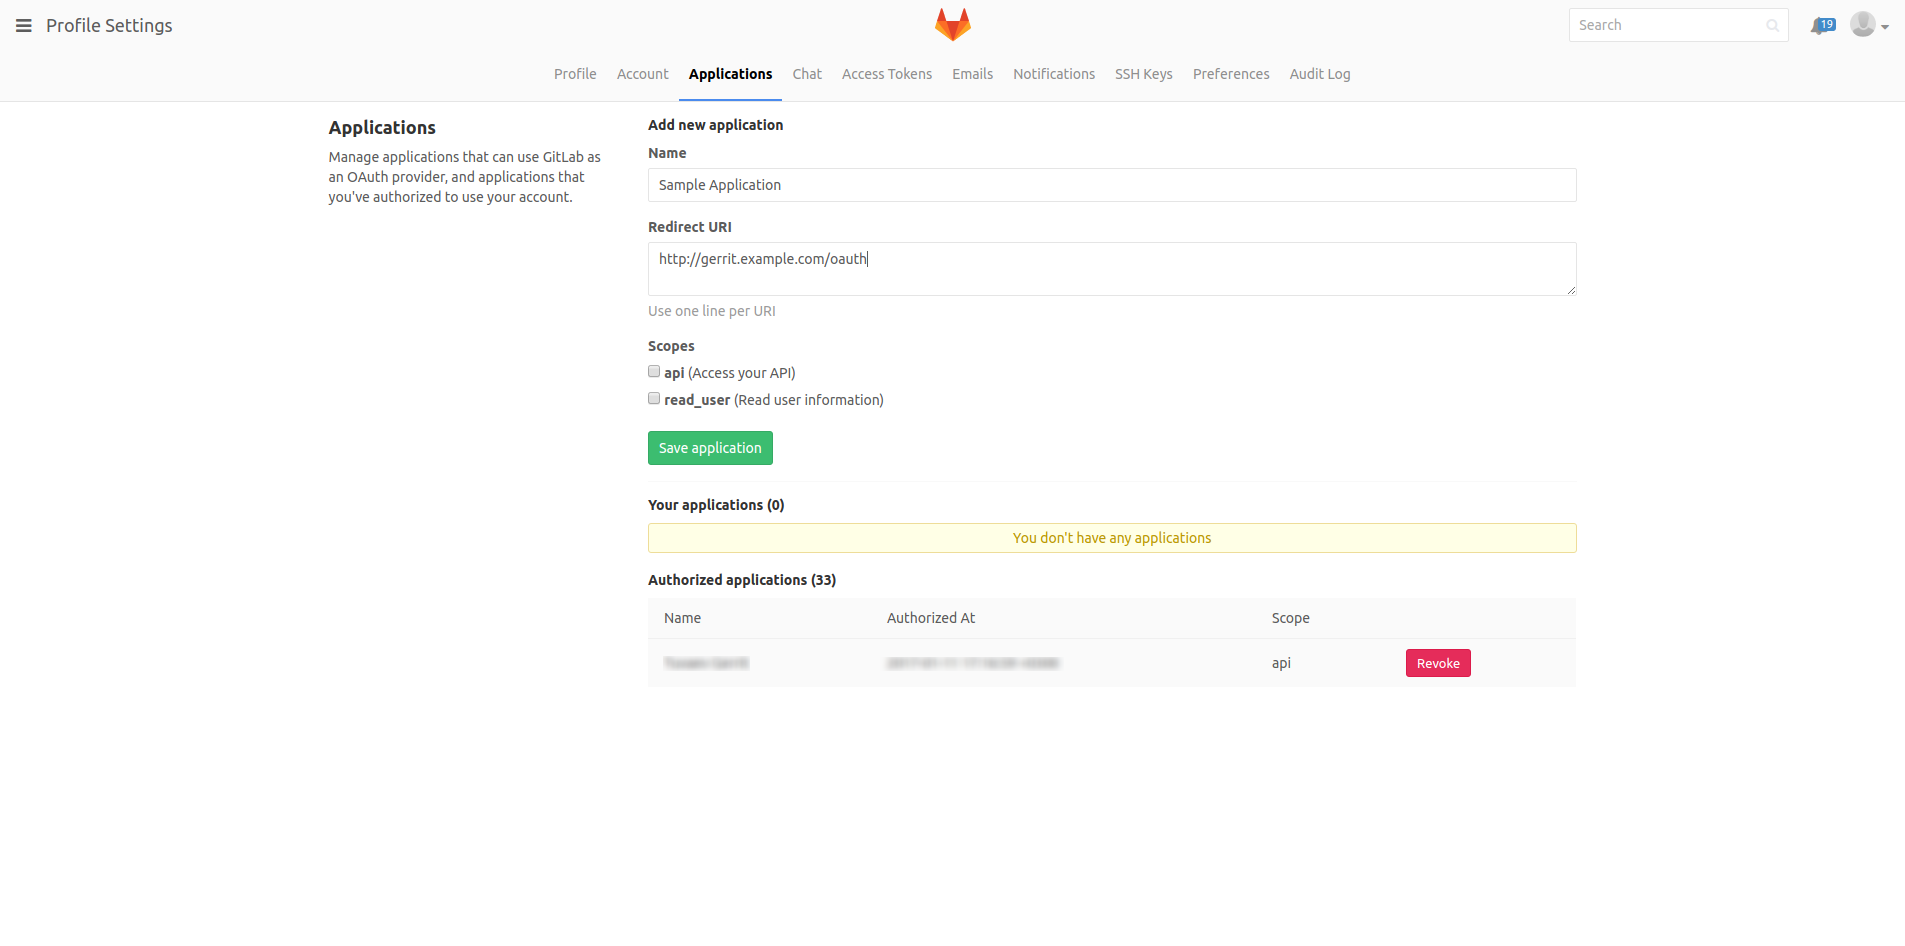 Profile Settings
Search
19
Profile Account Applications Chat Access Tokens Emails Notifications SSH Keys Preferences Audit Log
Applications
Manage applications that can use GitLab as
an OAuth provider, and applications that
you've authorized to use your account.
Add new application
Name
Sample Application
Redirect URI
http://gerrit.example.com/oauth
Use one line per URI
Scopes
api (Access your API)
read_user (Read user information)
Save application
Your applications (0)
You don't have any applications
Authorized applications (33)
Name Authorized At Scope
api Revoke